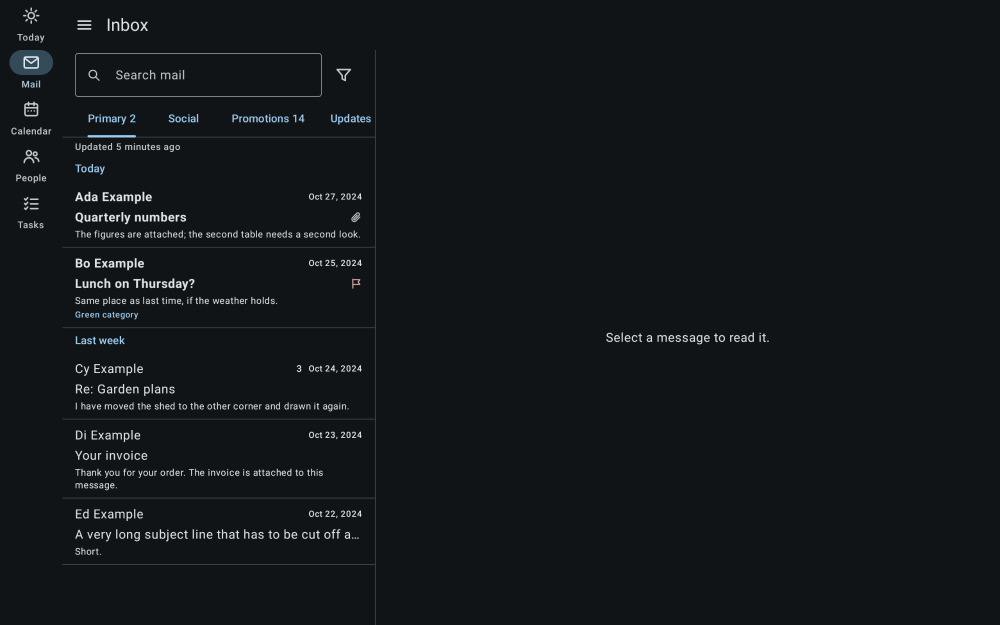 Today
Mail
Calendar
People
Tasks
Inbox
Search mail
Primary 2
Social
Promotions 14
Updates
Updated 5 minutes ago
Today
Ada Example
Oct 27, 2024
Quarterly numbers
The figures are attached; the second table needs a second look.
Bo Example
Oct 25, 2024
Lunch on Thursday?
Same place as last time, if the weather holds.
Green category
Last week
Cy Example
3 Oct 24, 2024
Re: Garden plans
I have moved the shed to the other corner and drawn it again.
Di Example
Oct 23, 2024
Your invoice
Thank you for your order. The invoice is attached to this
message.
Ed Example
Oct 22, 2024
A very long subject line that has to be cut off a…
Short.
Select a message to read it.